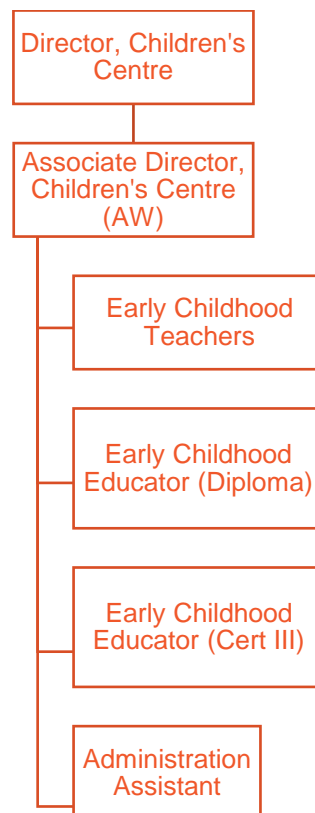 Director, Children's
Centre
Associate Director,
Children's Centre
(AW)
Early Childhood
Teachers
Early Childhood
Educator (Diploma)
Early Childhood
Educator (Cert III)
Administration
Assistant